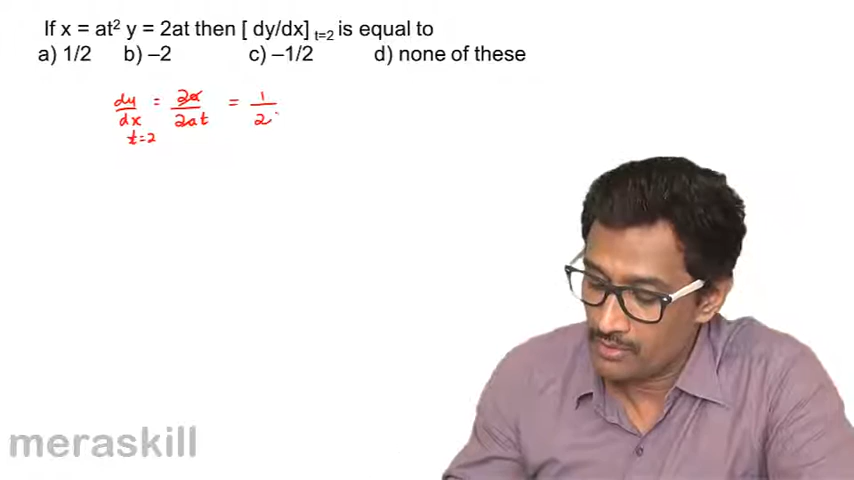 If x = at² y = 2at then [ dy/dx] t=2 is equal to
a) 1/2 b) –2 c) –1/2 d) none of these
dy/dx = 2a/2at = 1/2
t=2
meraskill